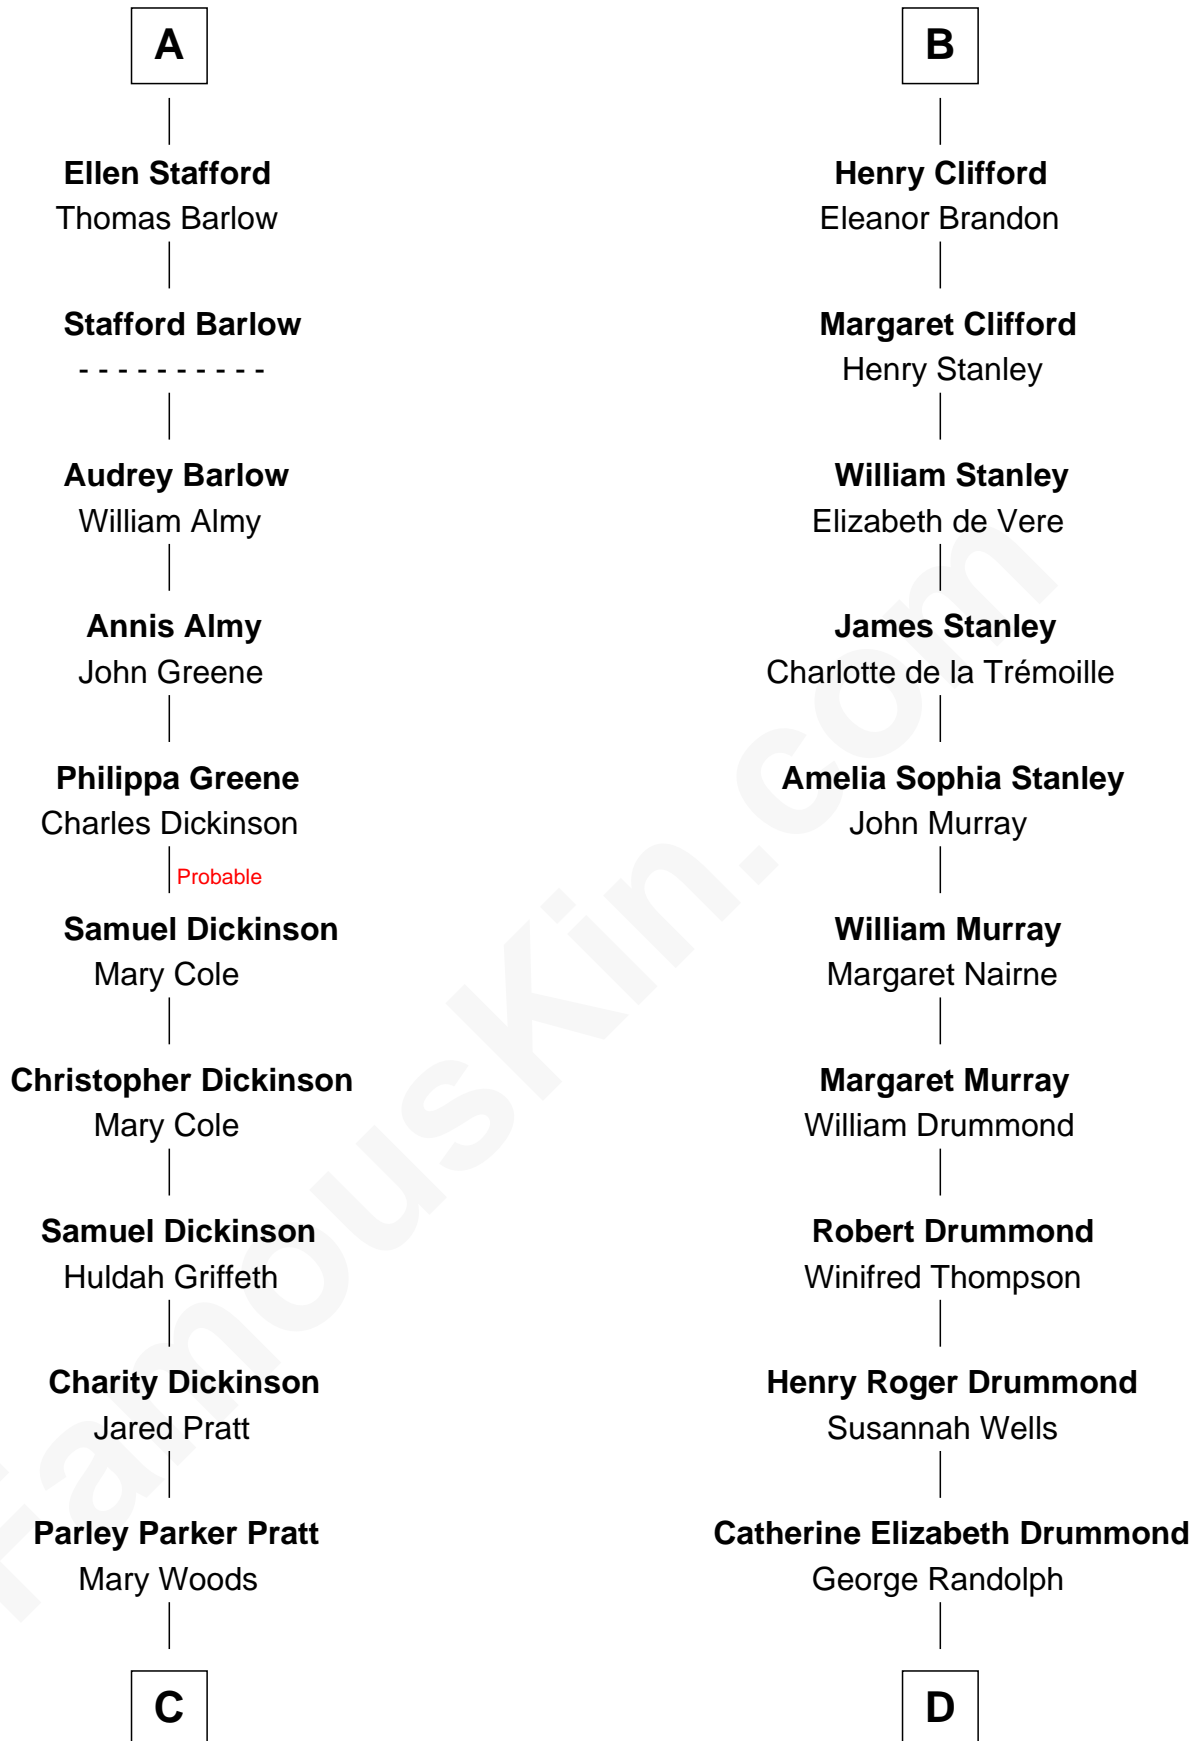 A
Ellen Stafford
Thomas Barlow
Stafford Barlow
- - - - - - - - - -
Audrey Barlow
William Almy
Annis Almy
John Greene
Philippa Greene
Charles Dickinson
Probable
Samuel Dickinson
Mary Cole
Christopher Dickinson
Mary Cole
Samuel Dickinson
Huldah Griffeth
Charity Dickinson
Jared Pratt
Parley Parker Pratt
Mary Woods
C
B
Henry Clifford
Eleanor Brandon
Margaret Clifford
Henry Stanley
William Stanley
Elizabeth de Vere
James Stanley
Charlotte de la Trémoille
Amelia Sophia Stanley
John Murray
William Murray
Margaret Nairne
Margaret Murray
William Drummond
Robert Drummond
Winifred Thompson
Henry Roger Drummond
Susannah Wells
Catherine Elizabeth Drummond
George Randolph
D
FamousKin.com